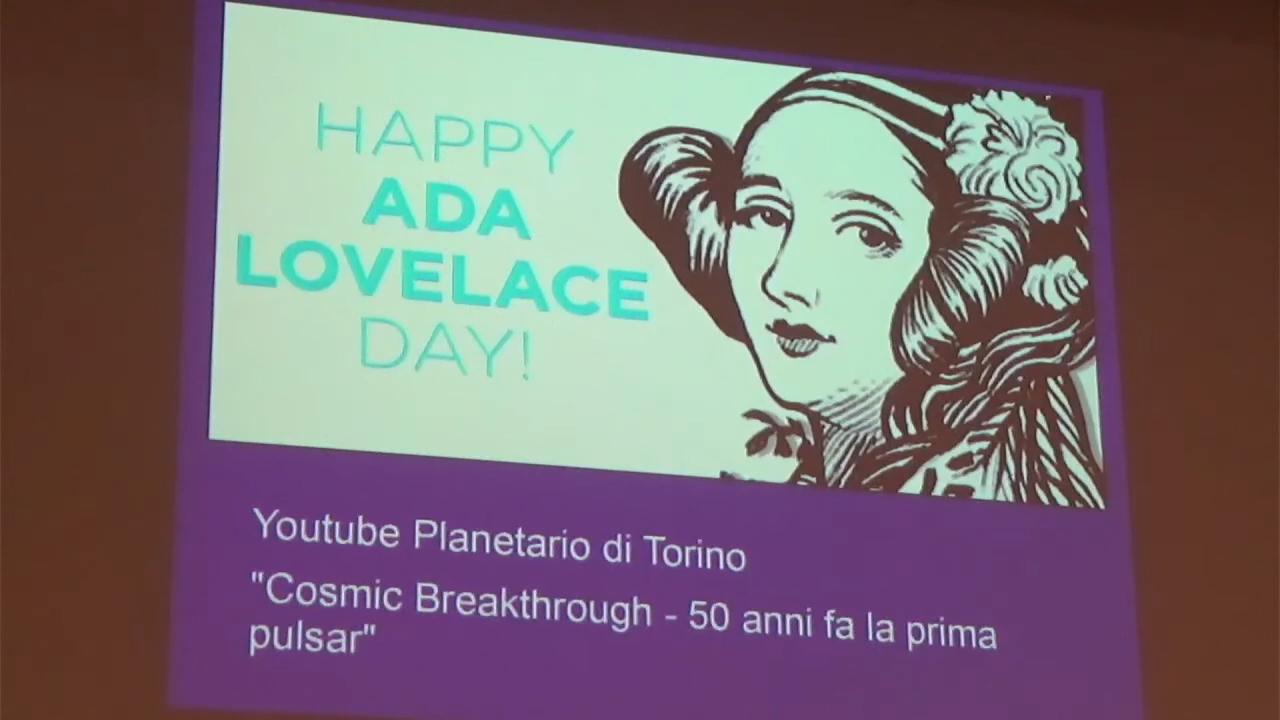 HAPPY
ADA
LOVELACE
DAY!
Youtube Planetario di Torino
"Cosmic Breakthrough - 50 anni fa la prima
pulsar"